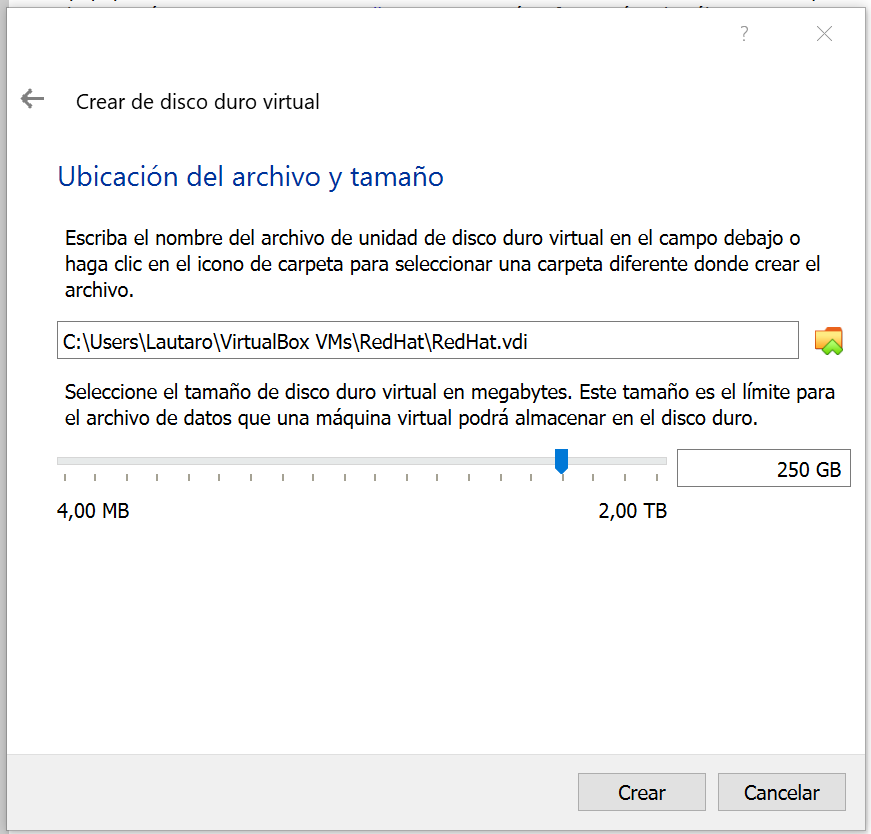 ?
Crear de disco duro virtual
Ubicación del archivo y tamaño
Escriba el nombre del archivo de unidad de disco duro virtual en el campo debajo o
haga clic en el icono de carpeta para seleccionar una carpeta diferente donde crear el
archivo.
C:\Users\Lautaro\VirtualBox VMs\RedHat\RedHat.vdi
Seleccione el tamaño de disco duro virtual en megabytes. Este tamaño es el límite para
el archivo de datos que una máquina virtual podrá almacenar en el disco duro.
250 GB
4,00 MB
2,00 TB
Crear
Cancelar